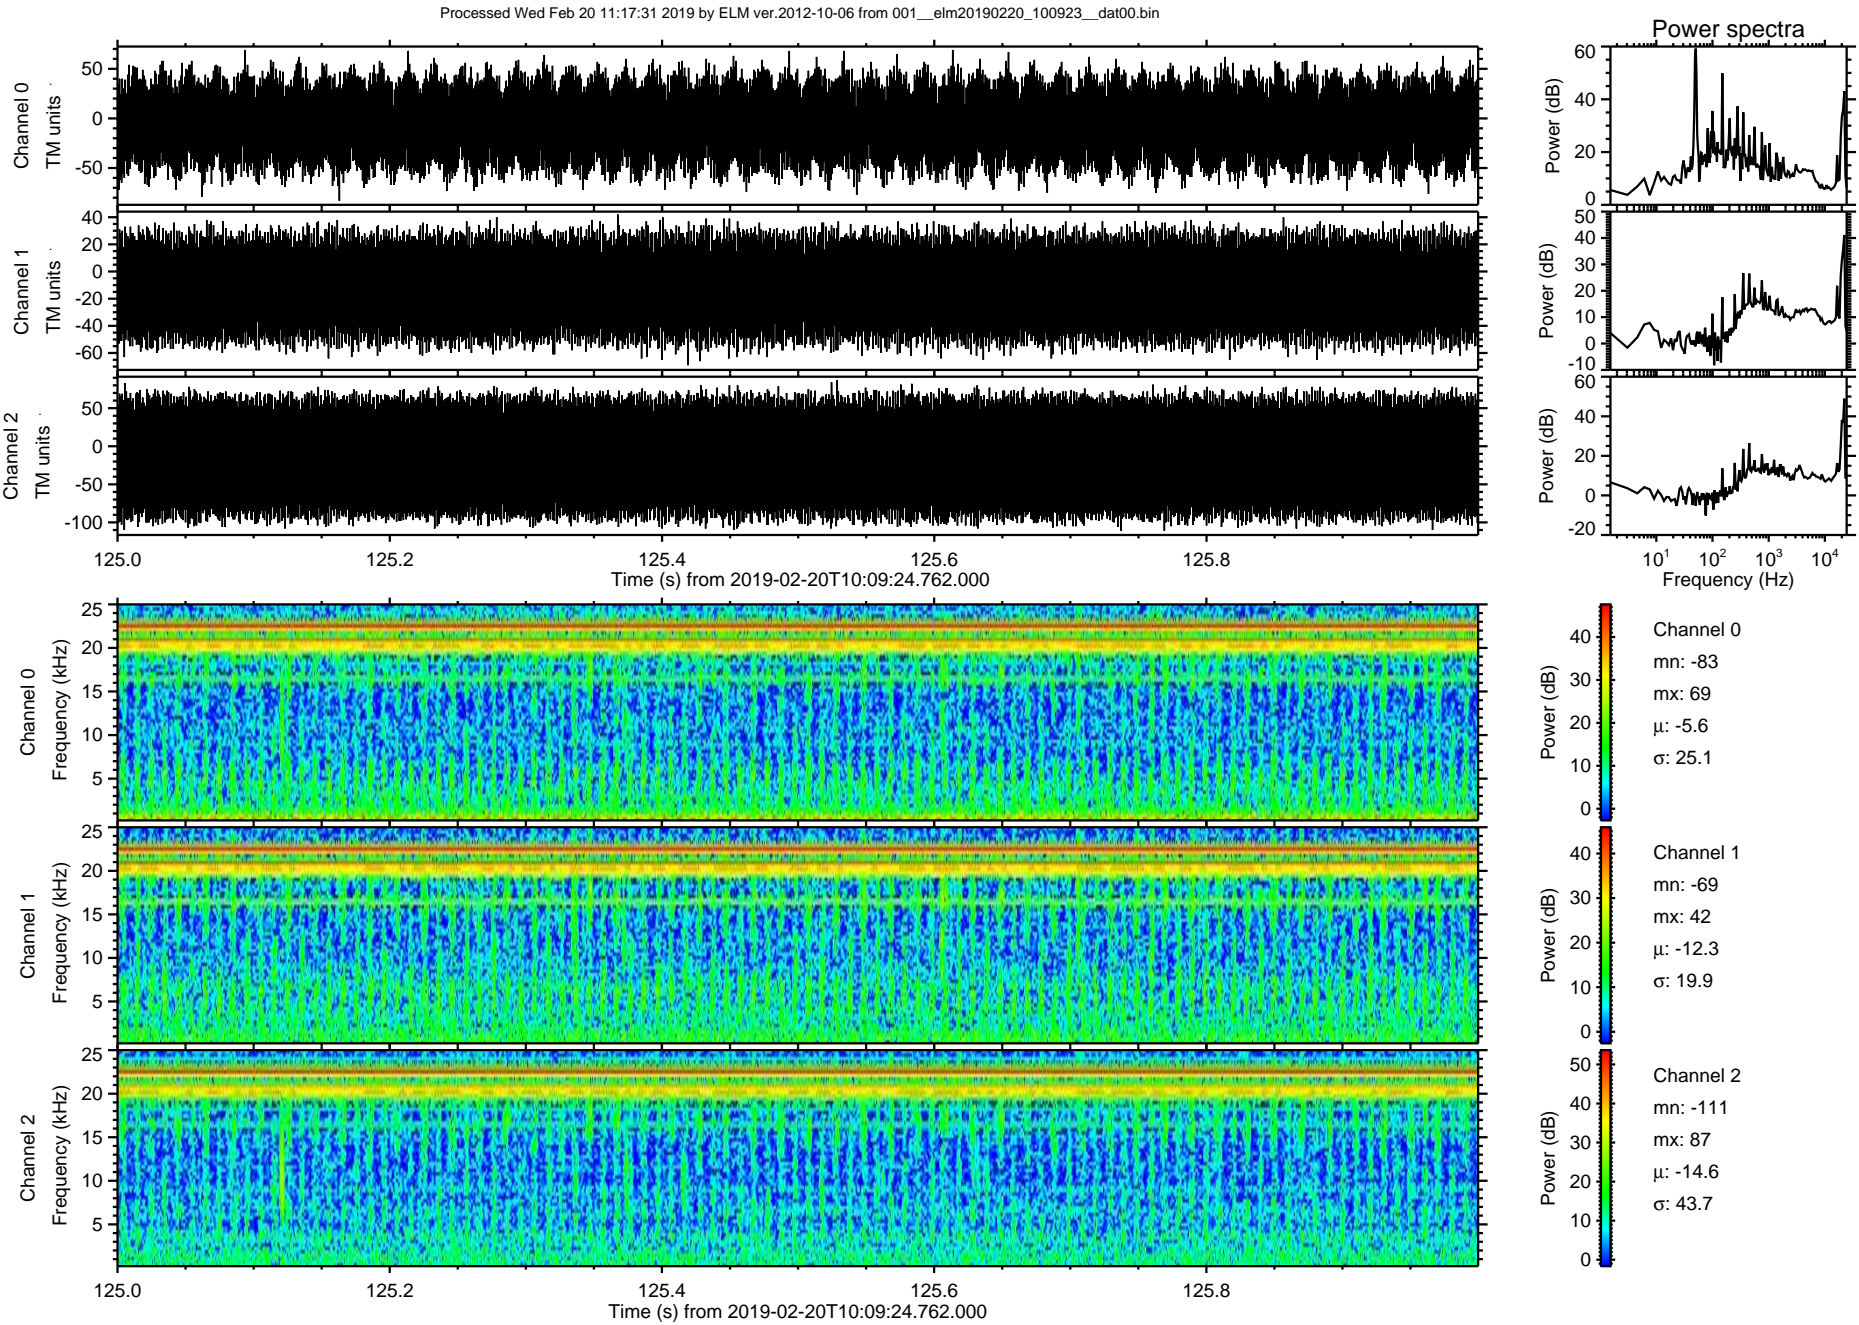 Processed Wed Feb 20 11:17:31 2019 by ELM ver.2012-10-06 from 001__elm20190220_100923__dat00.bin
Power spectra
Channel 0
TM units
50
0
-50
Power (dB)
60
40
20
0
Channel 1
TM units
40
20
0
-20
-40
-60
Power (dB)
50
40
30
20
10
0
-10
Channel 2
TM units
50
0
-50
-100
Power (dB)
60
40
20
0
-20
125.0
125.2
125.4
125.6
125.8
Time (s) from 2019-02-20T10:09:24.762.000
10^1
10^2
10^3
10^4
Frequency (Hz)
Channel 0
Frequency (kHz)
25
20
15
10
5
Power (dB)
40
30
20
10
0
Channel 0
mn: -83
mx: 69
μ: -5.6
σ: 25.1
Channel 1
Frequency (kHz)
25
20
15
10
5
Power (dB)
40
30
20
10
0
Channel 1
mn: -69
mx: 42
μ: -12.3
σ: 19.9
Channel 2
Frequency (kHz)
25
20
15
10
5
Power (dB)
50
40
30
20
10
0
Channel 2
mn: -111
mx: 87
μ: -14.6
σ: 43.7
125.0
125.2
125.4
125.6
125.8
Time (s) from 2019-02-20T10:09:24.762.000